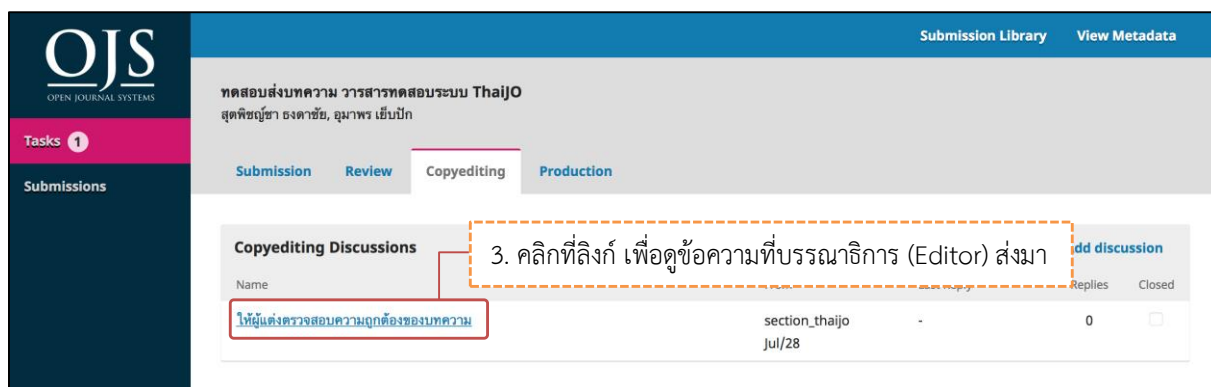 OJS
OPEN JOURNAL SYSTEMS
Submission Library View Metadata
ทดสอบส่งบทความ วารสารทดสอบระบบ ThaiJO
สุตพิชญ์ชา ธงดาชัย, อุมาพร เย็บปัก
Tasks 1
Submissions
Submission Review Copyediting Production
Copyediting Discussions
3. คลิกที่ลิงก์ เพื่อดูข้อความที่บรรณาธิการ (Editor) ส่งมา
dd discussion
Name Replies Closed
ให้ผู้แต่งตรวจสอบความถูกต้องของบทความ section_thaijo - 0
Jul/28